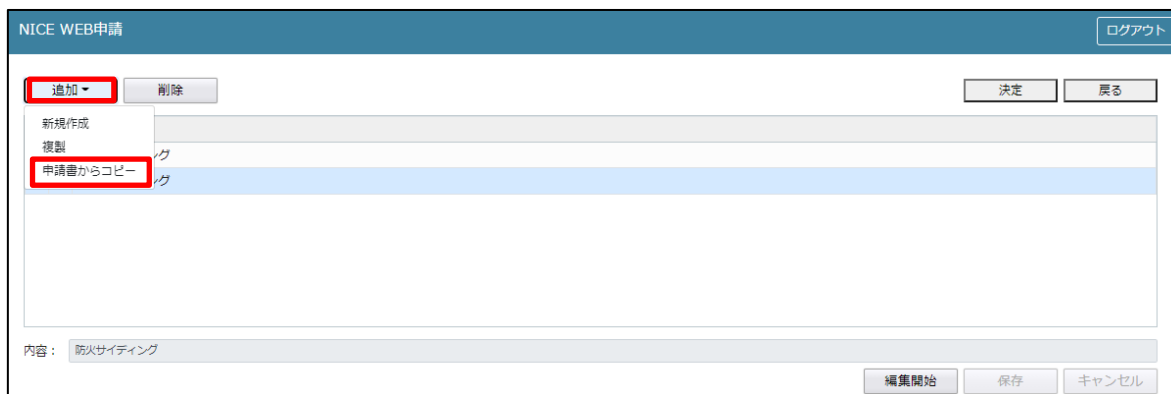 NICE WEB申請 ログアウト
追加 削除 決定 戻る
新規作成
複製
ング
申請書からコピー
ング
内容： 防火サイディング
編集開始 保存 キャンセル